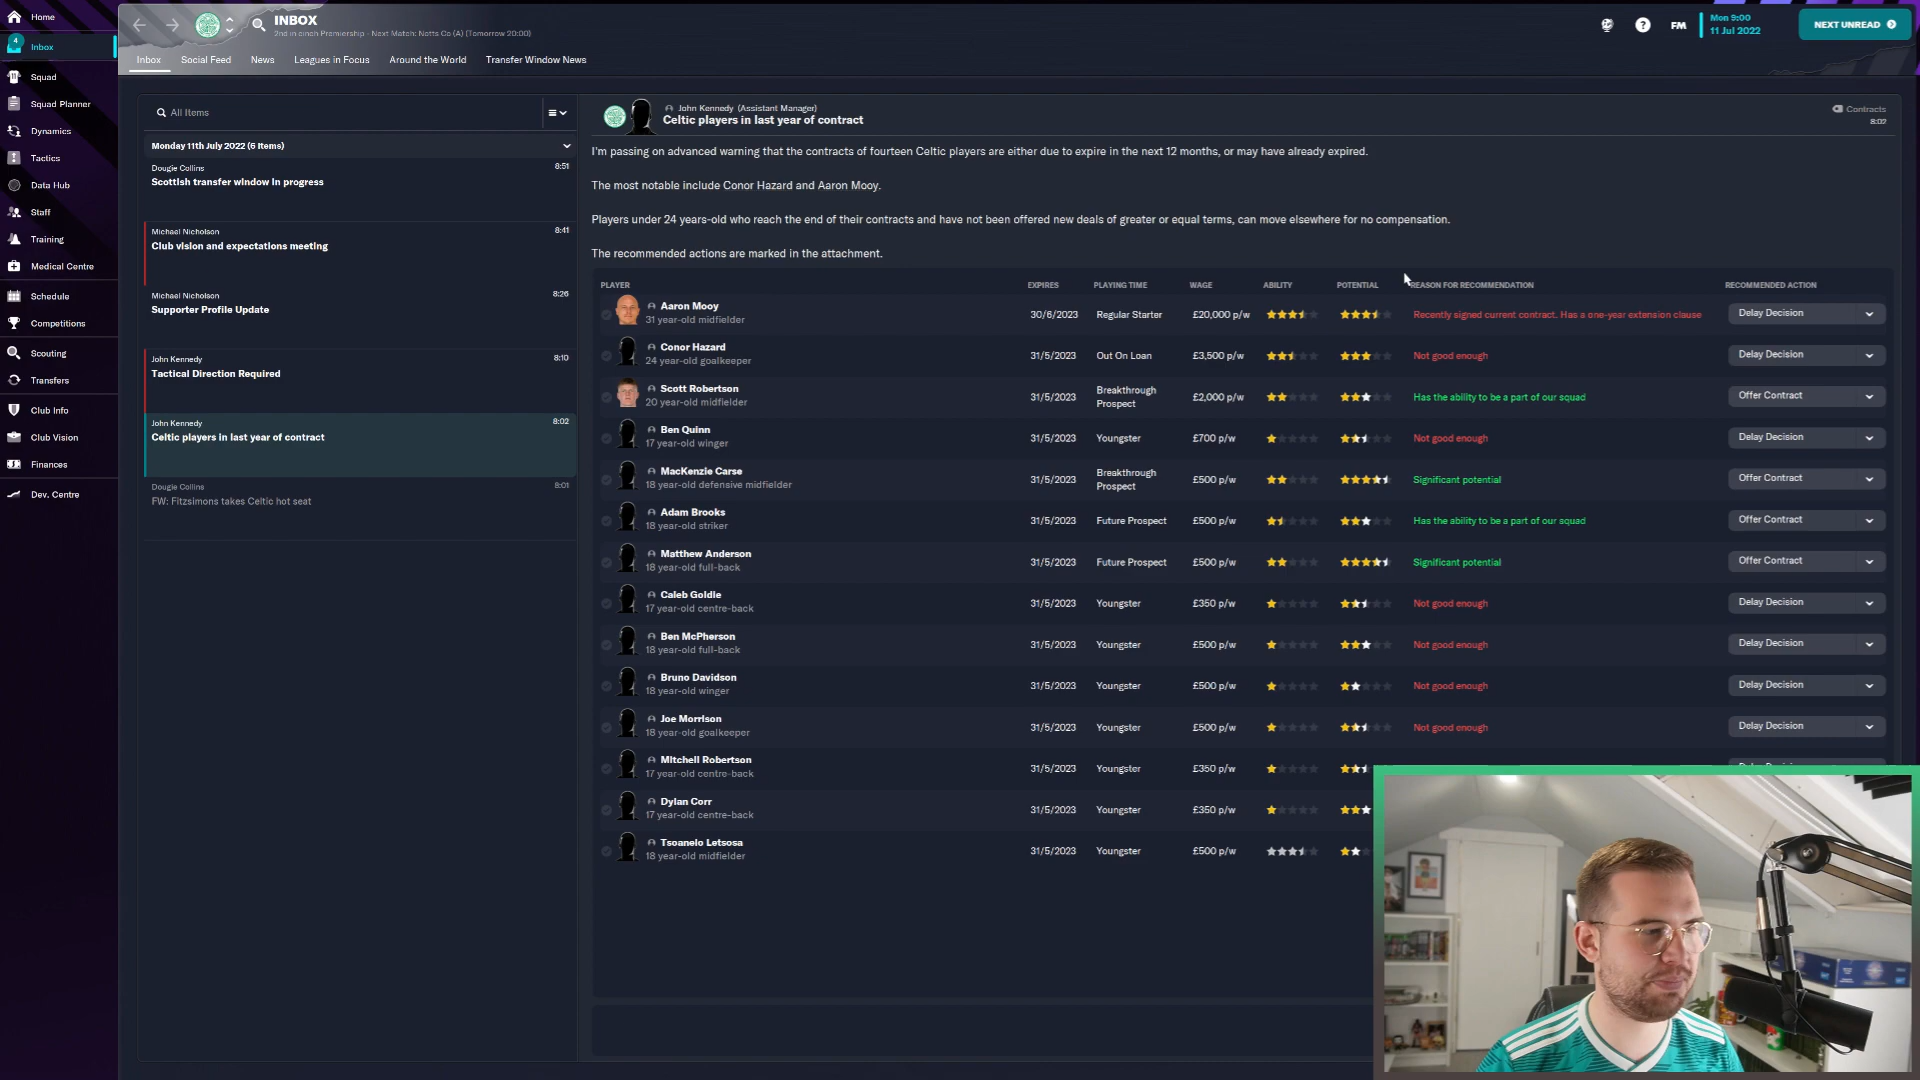 Home
4
Inbox
Squad
Squad Planner
Dynamics
Tactics
Data Hub
Staff
Training
Medical Centre
Schedule
Competitions
Scouting
Transfers
Club Info
Club Vision
Finances
Dev. Centre
INBOX
2nd in cinch Premiership - Next Match: Notts Co (A) (Tomorrow 20:00)
FM
Mon 9:00
11 Jul 2022
NEXT UNREAD
Inbox
Social Feed
News
Leagues in Focus
Around the World
Transfer Window News
All Items
Monday 11th July 2022 (6 Items)
Dougie Collins 8:51
Scottish transfer window in progress
Michael Nicholson 8:41
Club vision and expectations meeting
Michael Nicholson 8:26
Supporter Profile Update
John Kennedy 8:10
Tactical Direction Required
John Kennedy 8:02
Celtic players in last year of contract
Dougie Collins 8:01
FW: Fitzsimons takes Celtic hot seat
John Kennedy (Assistant Manager)
Celtic players in last year of contract
Contracts
8:02
I'm passing on advanced warning that the contracts of fourteen Celtic players are either due to expire in the next 12 months, or may have already expired.
The most notable include Conor Hazard and Aaron Mooy.
Players under 24 years-old who reach the end of their contracts and have not been offered new deals of greater or equal terms, can move elsewhere for no compensation.
The recommended actions are marked in the attachment.
PLAYER EXPIRES PLAYING TIME WAGE ABILITY POTENTIAL REASON FOR RECOMMENDATION RECOMMENDED ACTION
Aaron Mooy
31 year-old midfielder
30/6/2023 Regular Starter £20,000 p/w Recently signed current contract. Has a one-year extension clause Delay Decision
Conor Hazard
24 year-old goalkeeper
31/5/2023 Out On Loan £3,500 p/w Not good enough Delay Decision
Scott Robertson
20 year-old midfielder
31/5/2023 Breakthrough Prospect £2,000 p/w Has the ability to be a part of our squad Offer Contract
Ben Quinn
17 year-old winger
31/5/2023 Youngster £700 p/w Not good enough Delay Decision
MacKenzie Carse
18 year-old defensive midfielder
31/5/2023 Breakthrough Prospect £500 p/w Significant potential Offer Contract
Adam Brooks
18 year-old striker
31/5/2023 Future Prospect £500 p/w Has the ability to be a part of our squad Offer Contract
Matthew Anderson
18 year-old full-back
31/5/2023 Future Prospect £500 p/w Significant potential Offer Contract
Caleb Goldie
17 year-old centre-back
31/5/2023 Youngster £350 p/w Not good enough Delay Decision
Ben McPherson
18 year-old full-back
31/5/2023 Youngster £500 p/w Not good enough Delay Decision
Bruno Davidson
18 year-old winger
31/5/2023 Youngster £500 p/w Not good enough Delay Decision
Joe Morrison
18 year-old goalkeeper
31/5/2023 Youngster £500 p/w Not good enough Delay Decision
Mitchell Robertson
17 year-old centre-back
31/5/2023 Youngster £350 p/w
Dylan Corr
17 year-old centre-back
31/5/2023 Youngster £350 p/w
Tsoanelo Letsosa
18 year-old midfielder
31/5/2023 Youngster £500 p/w